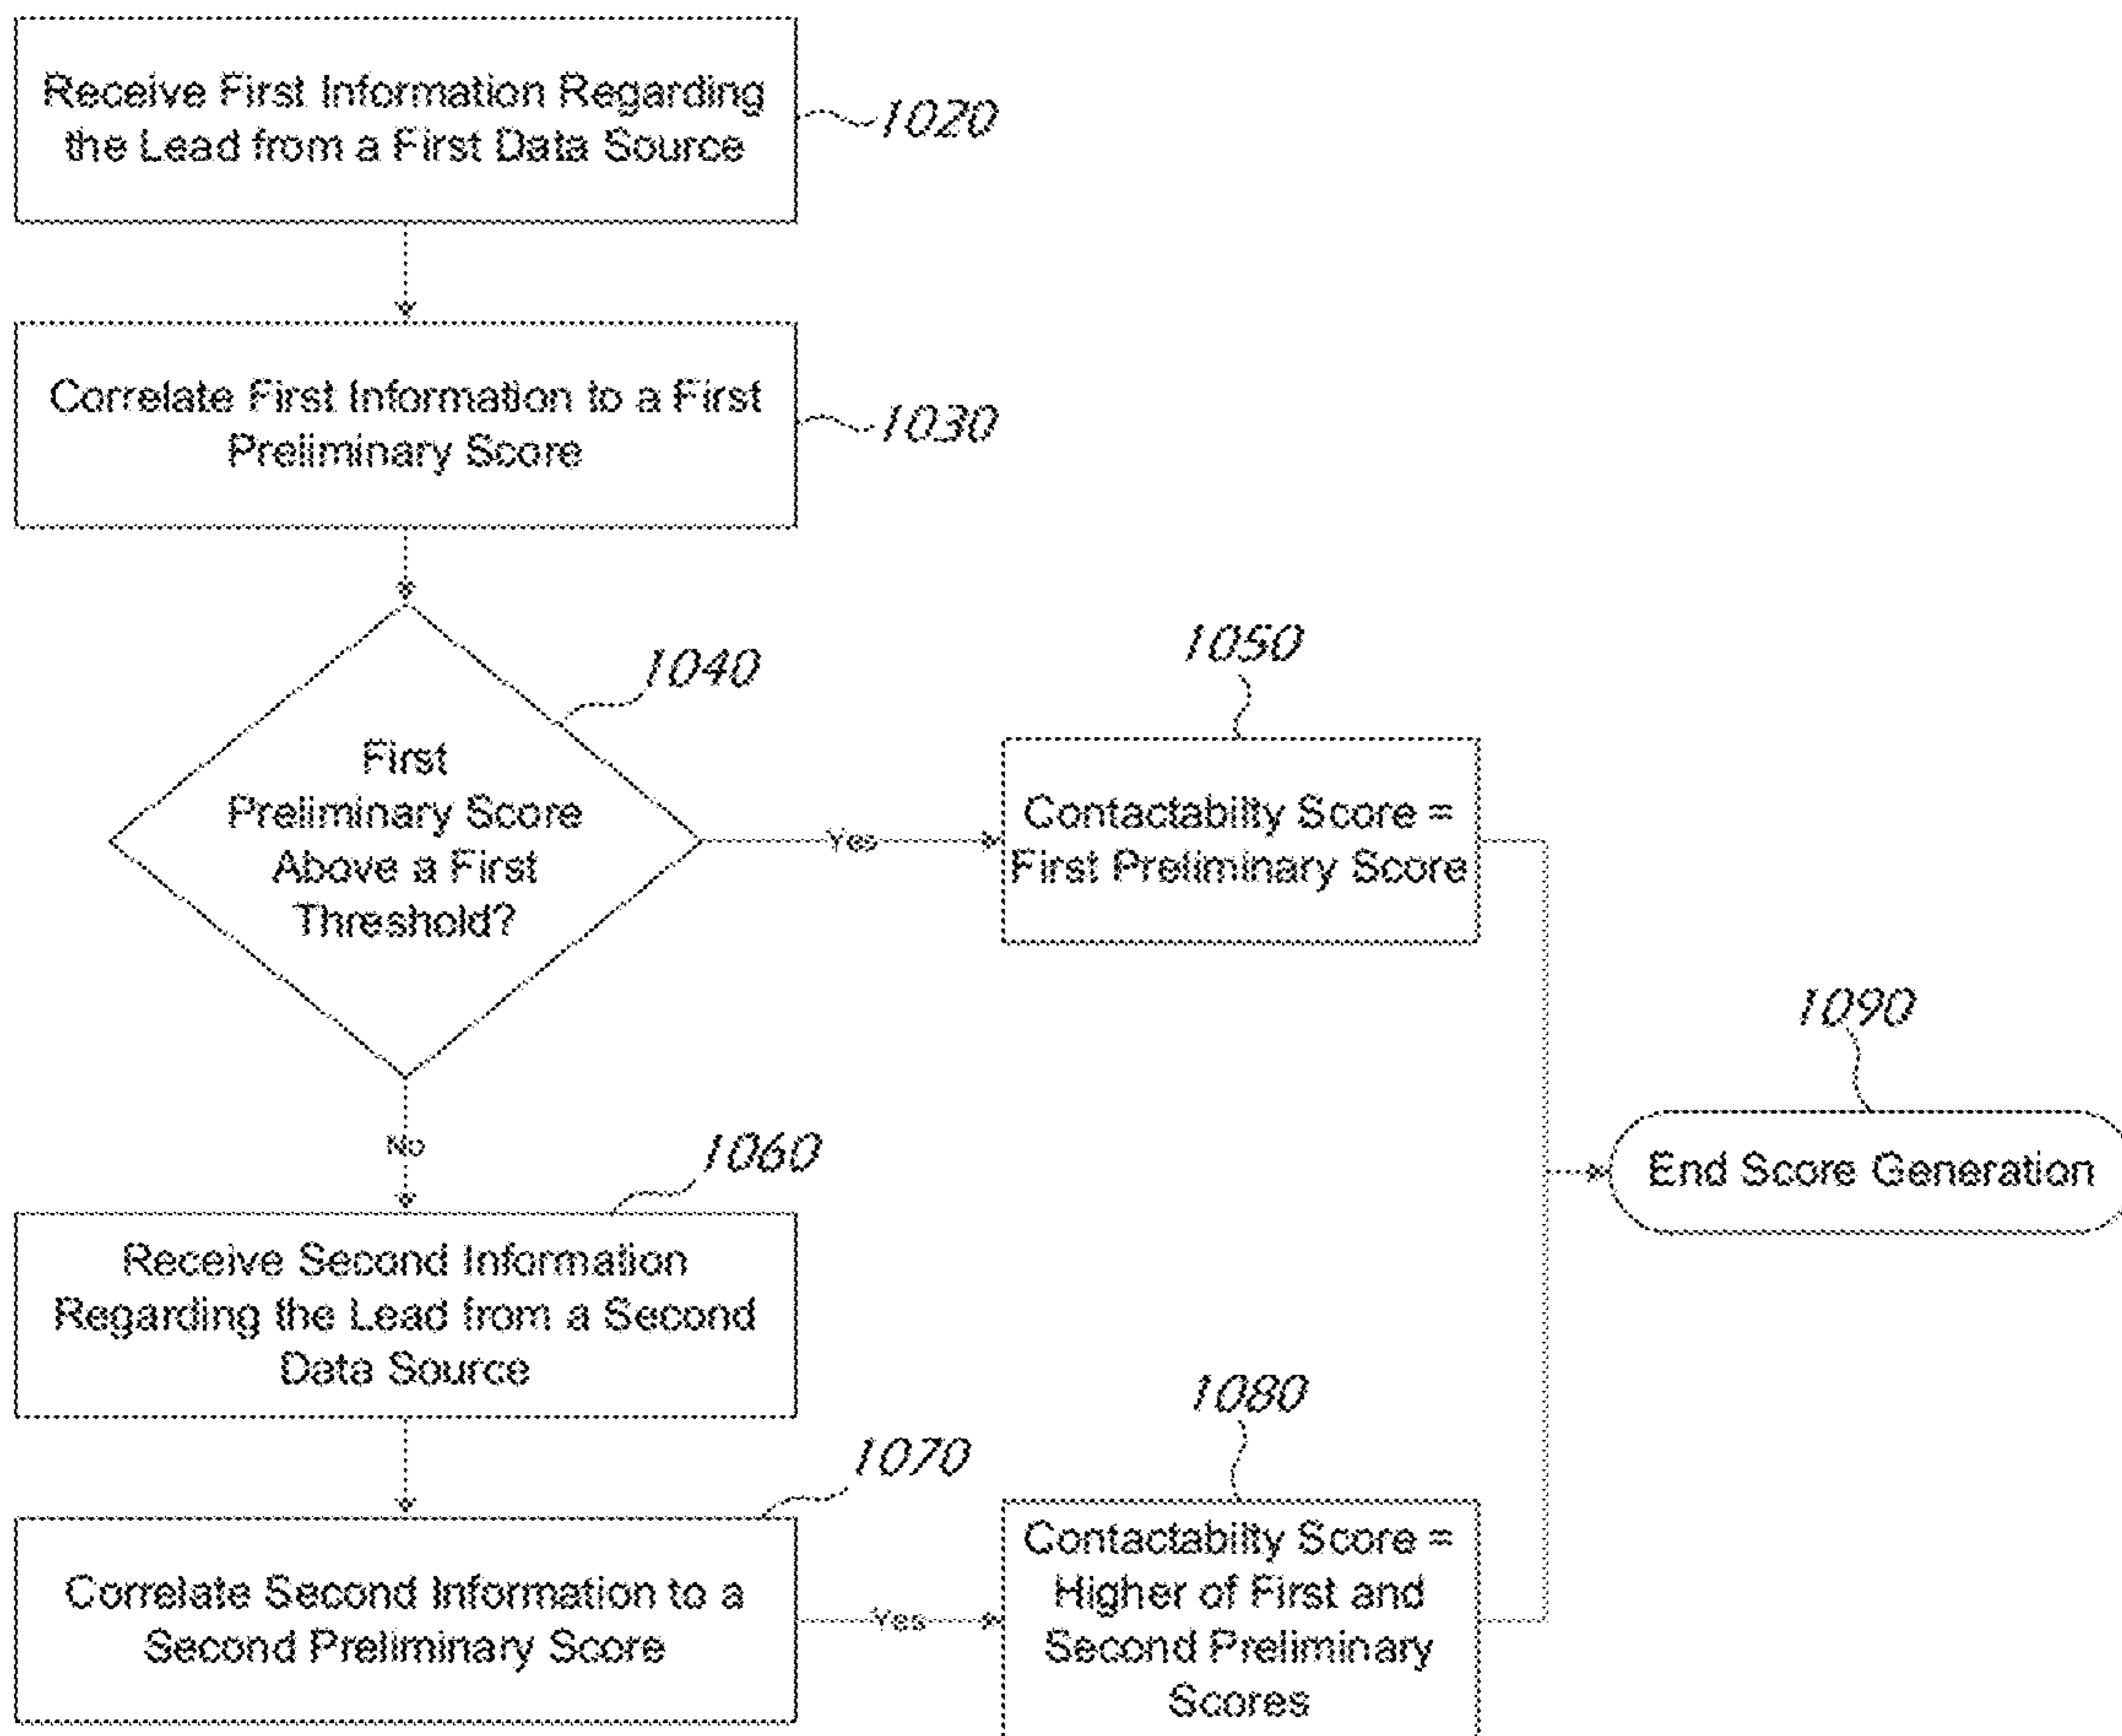 Receive First Information Regarding
the Lead from a First Data Source
1020
Correlate First Information to a First
Preliminary Score
1030
1040
First
Preliminary Score
Above a First
Threshold?
Yes
1050
Contactabilty Score =
First Preliminary Score
1090
End Score Generation
No
1060
Receive Second Information
Regarding the Lead from a Second
Data Source
1070
Correlate Second Information to a
Second Preliminary Score
Yes
1080
Contactabilty Score =
Higher of First and
Second Preliminary
Scores